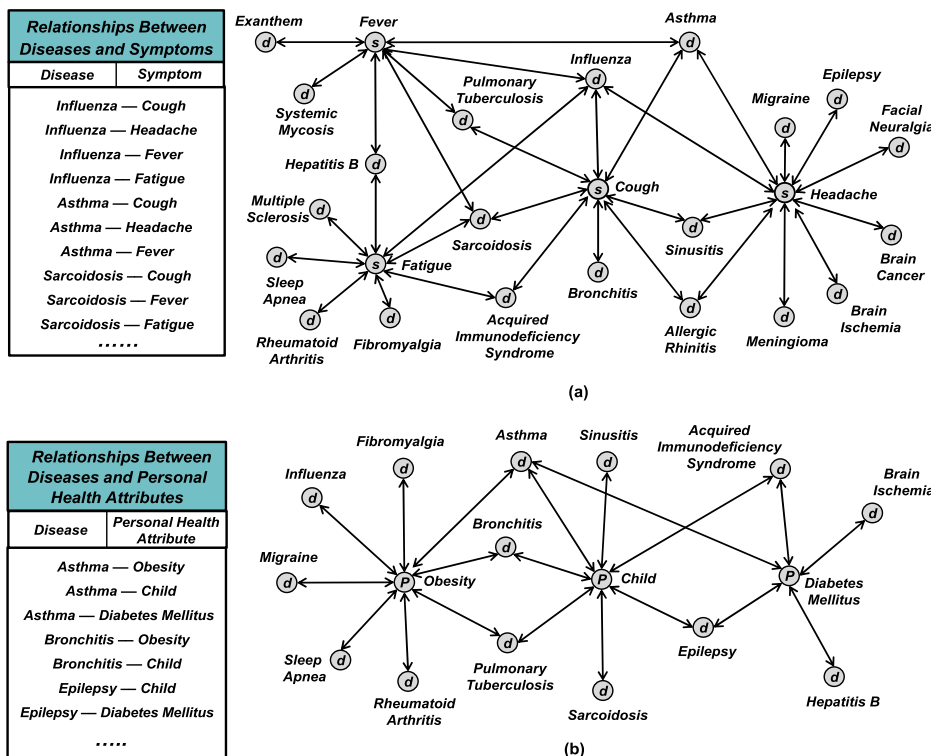 Relationships Between
Diseases and Symptoms
Disease Symptom
Influenza — Cough
Influenza — Headache
Influenza — Fever
Influenza — Fatigue
Asthma — Cough
Asthma — Headache
Asthma — Fever
Sarcoidosis — Cough
Sarcoidosis — Fever
Sarcoidosis — Fatigue
......
Exanthem
d
Fever
s
Asthma
d
Influenza
d
Pulmonary
Tuberculosis
d
Systemic
Mycosis
d
Migraine
d
Epilepsy
d
Facial
Neuralgia
d
Hepatitis B
d
Cough
s
Headache
s
Multiple
Sclerosis
d
Sarcoidosis
d
Sinusitis
d
Brain
Cancer
d
Sleep
Apnea
d
Fatigue
s
Bronchitis
d
Rheumatoid
Arthritis
d
Fibromyalgia
d
Acquired
Immunodeficiency
Syndrome
d
Allergic
Rhinitis
d
Meningioma
d
Brain
Ischemia
d
(a)
Relationships Between
Diseases and Personal
Health Attributes
Disease Personal Health
Attribute
Asthma — Obesity
Asthma — Child
Asthma — Diabetes Mellitus
Bronchitis — Obesity
Bronchitis — Child
Epilepsy — Child
Epilepsy — Diabetes Mellitus
.....
Influenza
d
Fibromyalgia
d
Asthma
d
Sinusitis
d
Acquired
Immunodeficiency
Syndrome
d
Brain
Ischemia
d
Migraine
d
Bronchitis
d
P
Obesity
P
Child
P
Diabetes
Mellitus
Sleep
Apnea
d
Rheumatoid
Arthritis
d
Pulmonary
Tuberculosis
d
Sarcoidosis
d
Epilepsy
d
Hepatitis B
d
(b)